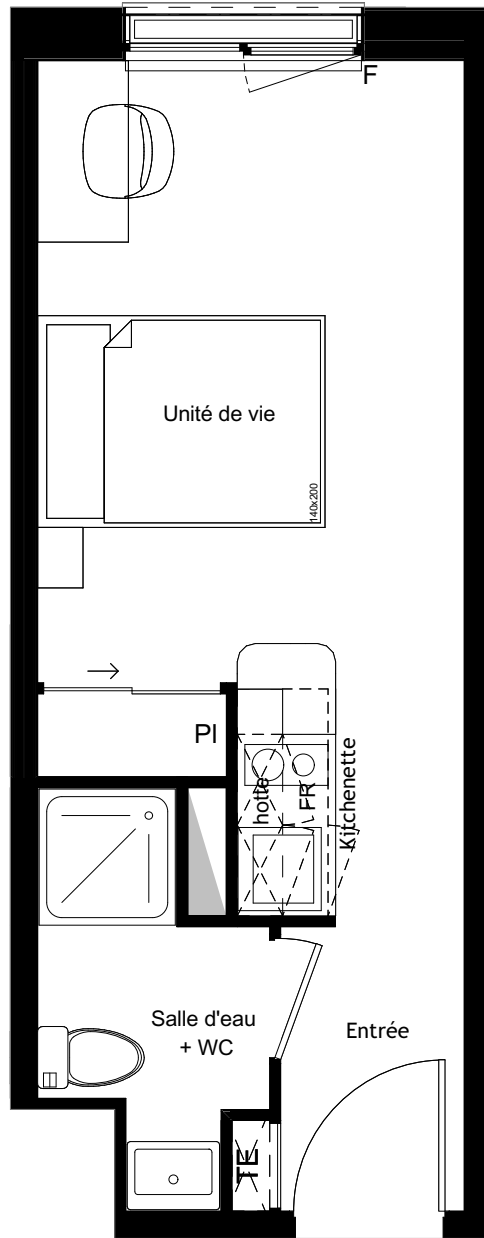 F
Unité de vie
140x200
Pl
hotte
FR
Kitchenette
Salle d'eau
+ WC
Entrée
TE